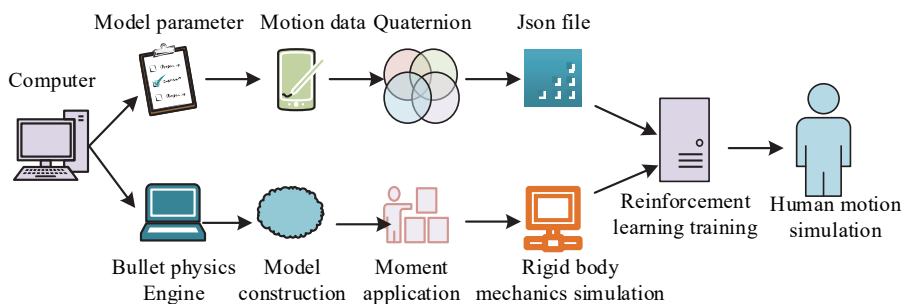 Model parameter
Motion data
Quaternion
Json file
Computer
Bullet physics
Engine
Model
construction
Moment
application
Rigid body
mechanics simulation
Reinforcement
learning training
Human motion
simulation